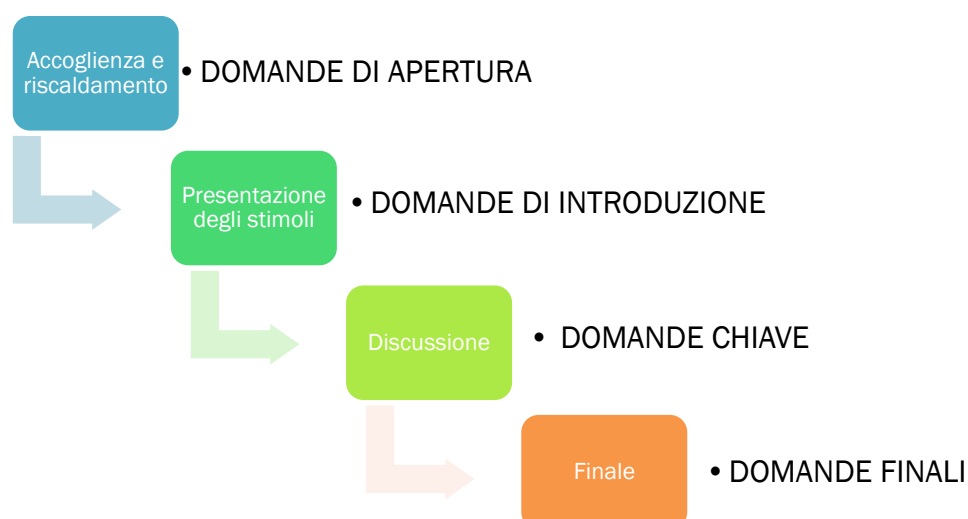 Accoglienza e
riscaldamento
• DOMANDE DI APERTURA
Presentazione
degli stimoli
• DOMANDE DI INTRODUZIONE
Discussione
• DOMANDE CHIAVE
Finale
• DOMANDE FINALI